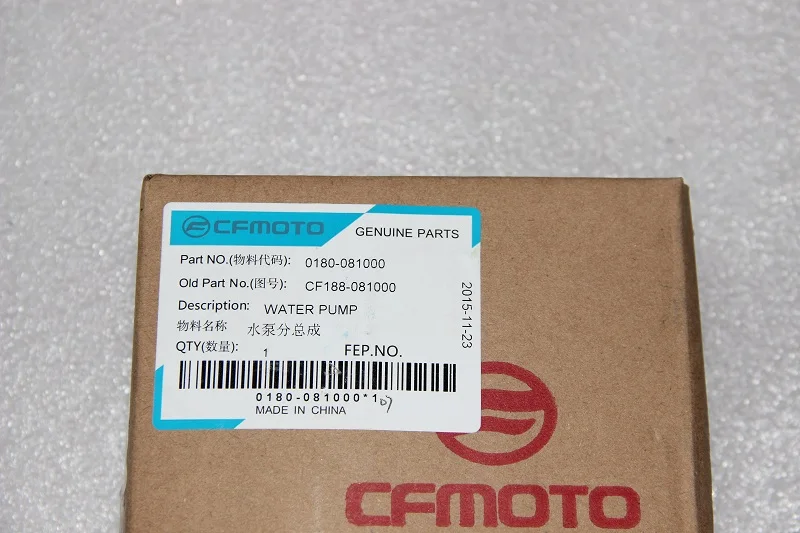 CFMOTO GENUINE PARTS
Part NO.(物料代码): 0180-081000
Old Part No.(图号): CF188-081000
Description: WATER PUMP
物料名称 水泵分总成
QTY(数量): 1 FEP.NO.
2015-11-23
0180-081000*1
MADE IN CHINA
CFMOTO